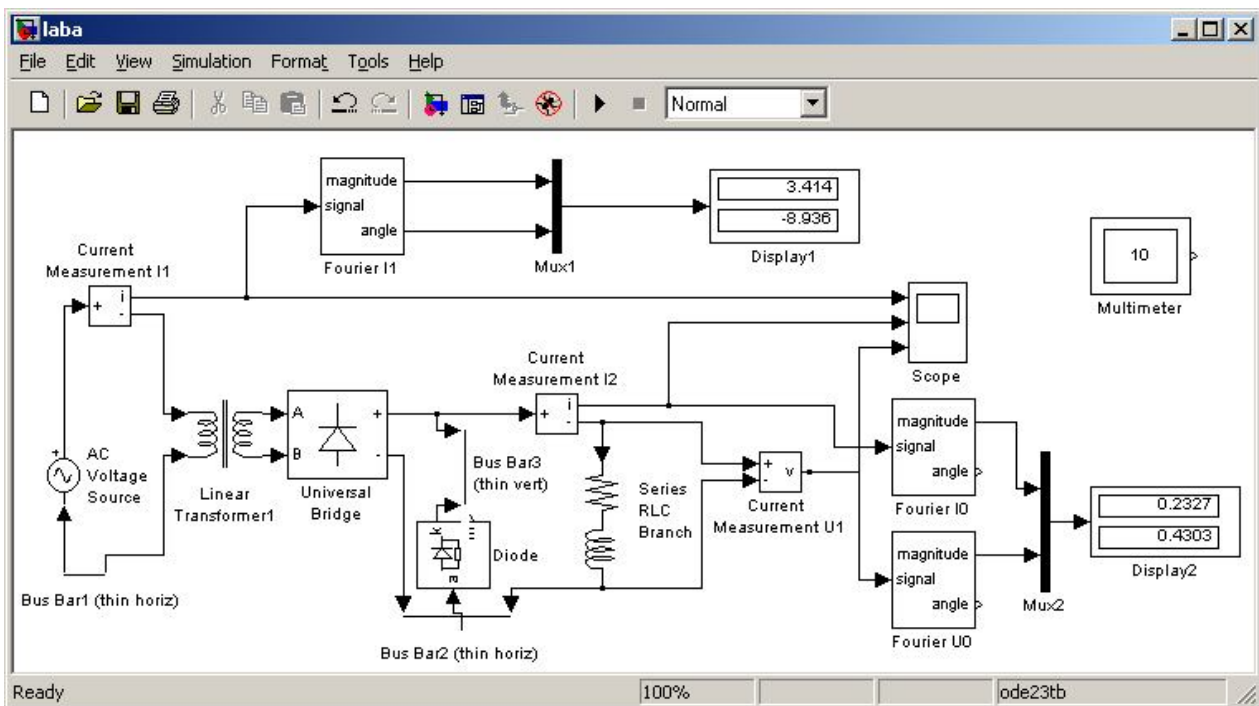 laba
File Edit View Simulation Format Tools Help
Normal
magnitude
signal
angle
Fourier I1
Mux1
3.414
-8.936
Display1
Current
Measurement I1
+ i
-
10
Multimeter
Scope
Current
Measurement I2
+ i
-
+
AC
Voltage
Source
Linear
Transformer1
A +
B -
Universal
Bridge
Bus Bar3
(thin vert)
Diode
Series
RLC
Branch
+ v
-
Current
Measurement U1
magnitude
signal
angle
Fourier I0
magnitude
signal
angle
Fourier U0
Mux2
0.2327
0.4303
Display2
Bus Bar1 (thin horiz)
Bus Bar2 (thin horiz)
Ready 100% ode23tb